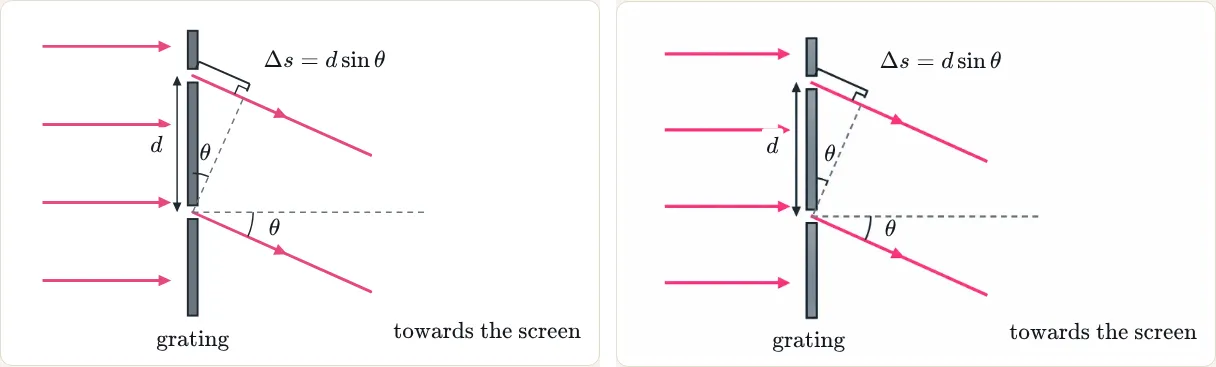 Δs = d sin θ
d
θ
θ
grating
towards the screen
Δs = d sin θ
d
θ
θ
grating
towards the screen